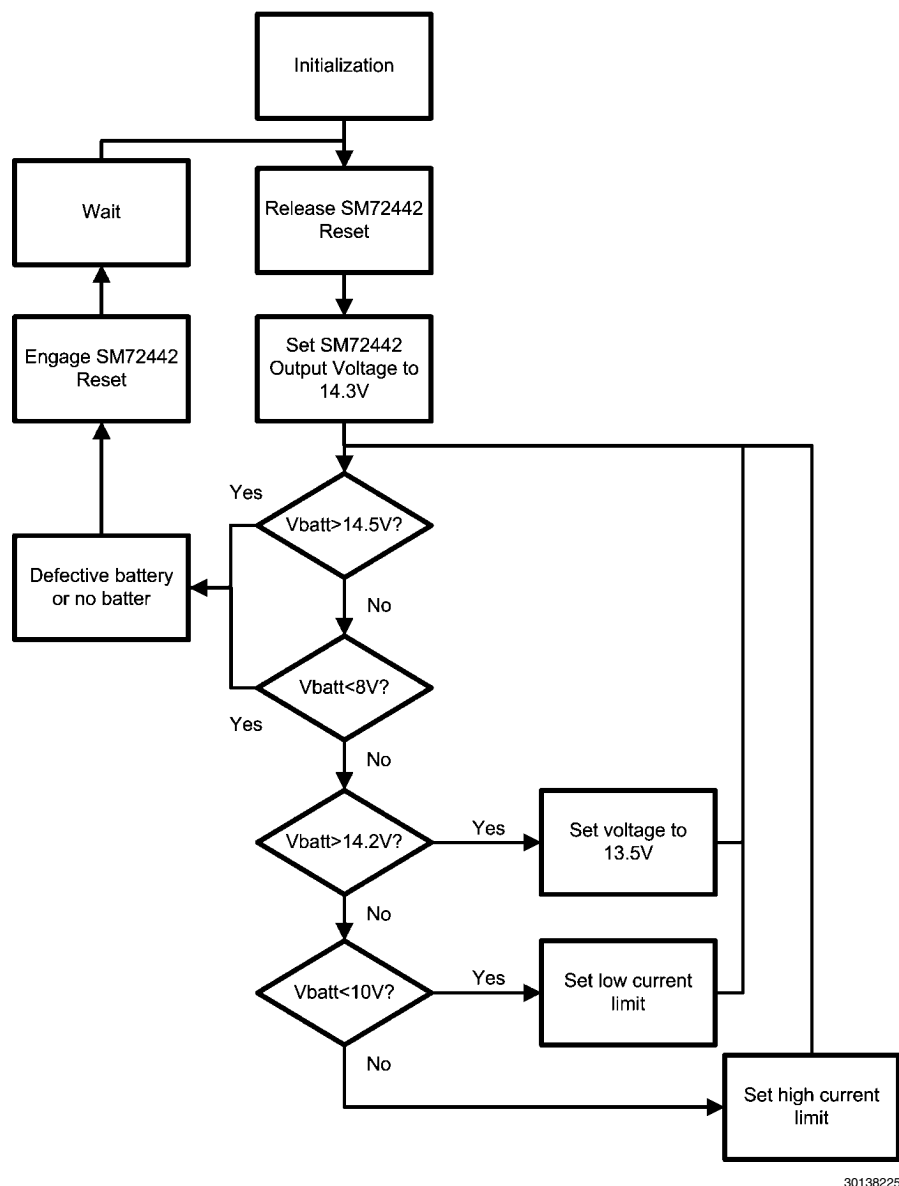 Initialization
Wait
Release SM72442
Reset
Engage SM72442
Reset
Set SM72442
Output Voltage to
14.3V
Yes
Vbatt>14.5V?
No
Defective battery
or no batter
Vbatt<8V?
Yes
No
Vbatt>14.2V?
Yes
Set voltage to
13.5V
No
Vbatt<10V?
Yes
Set low current
limit
No
Set high current
limit
30138225